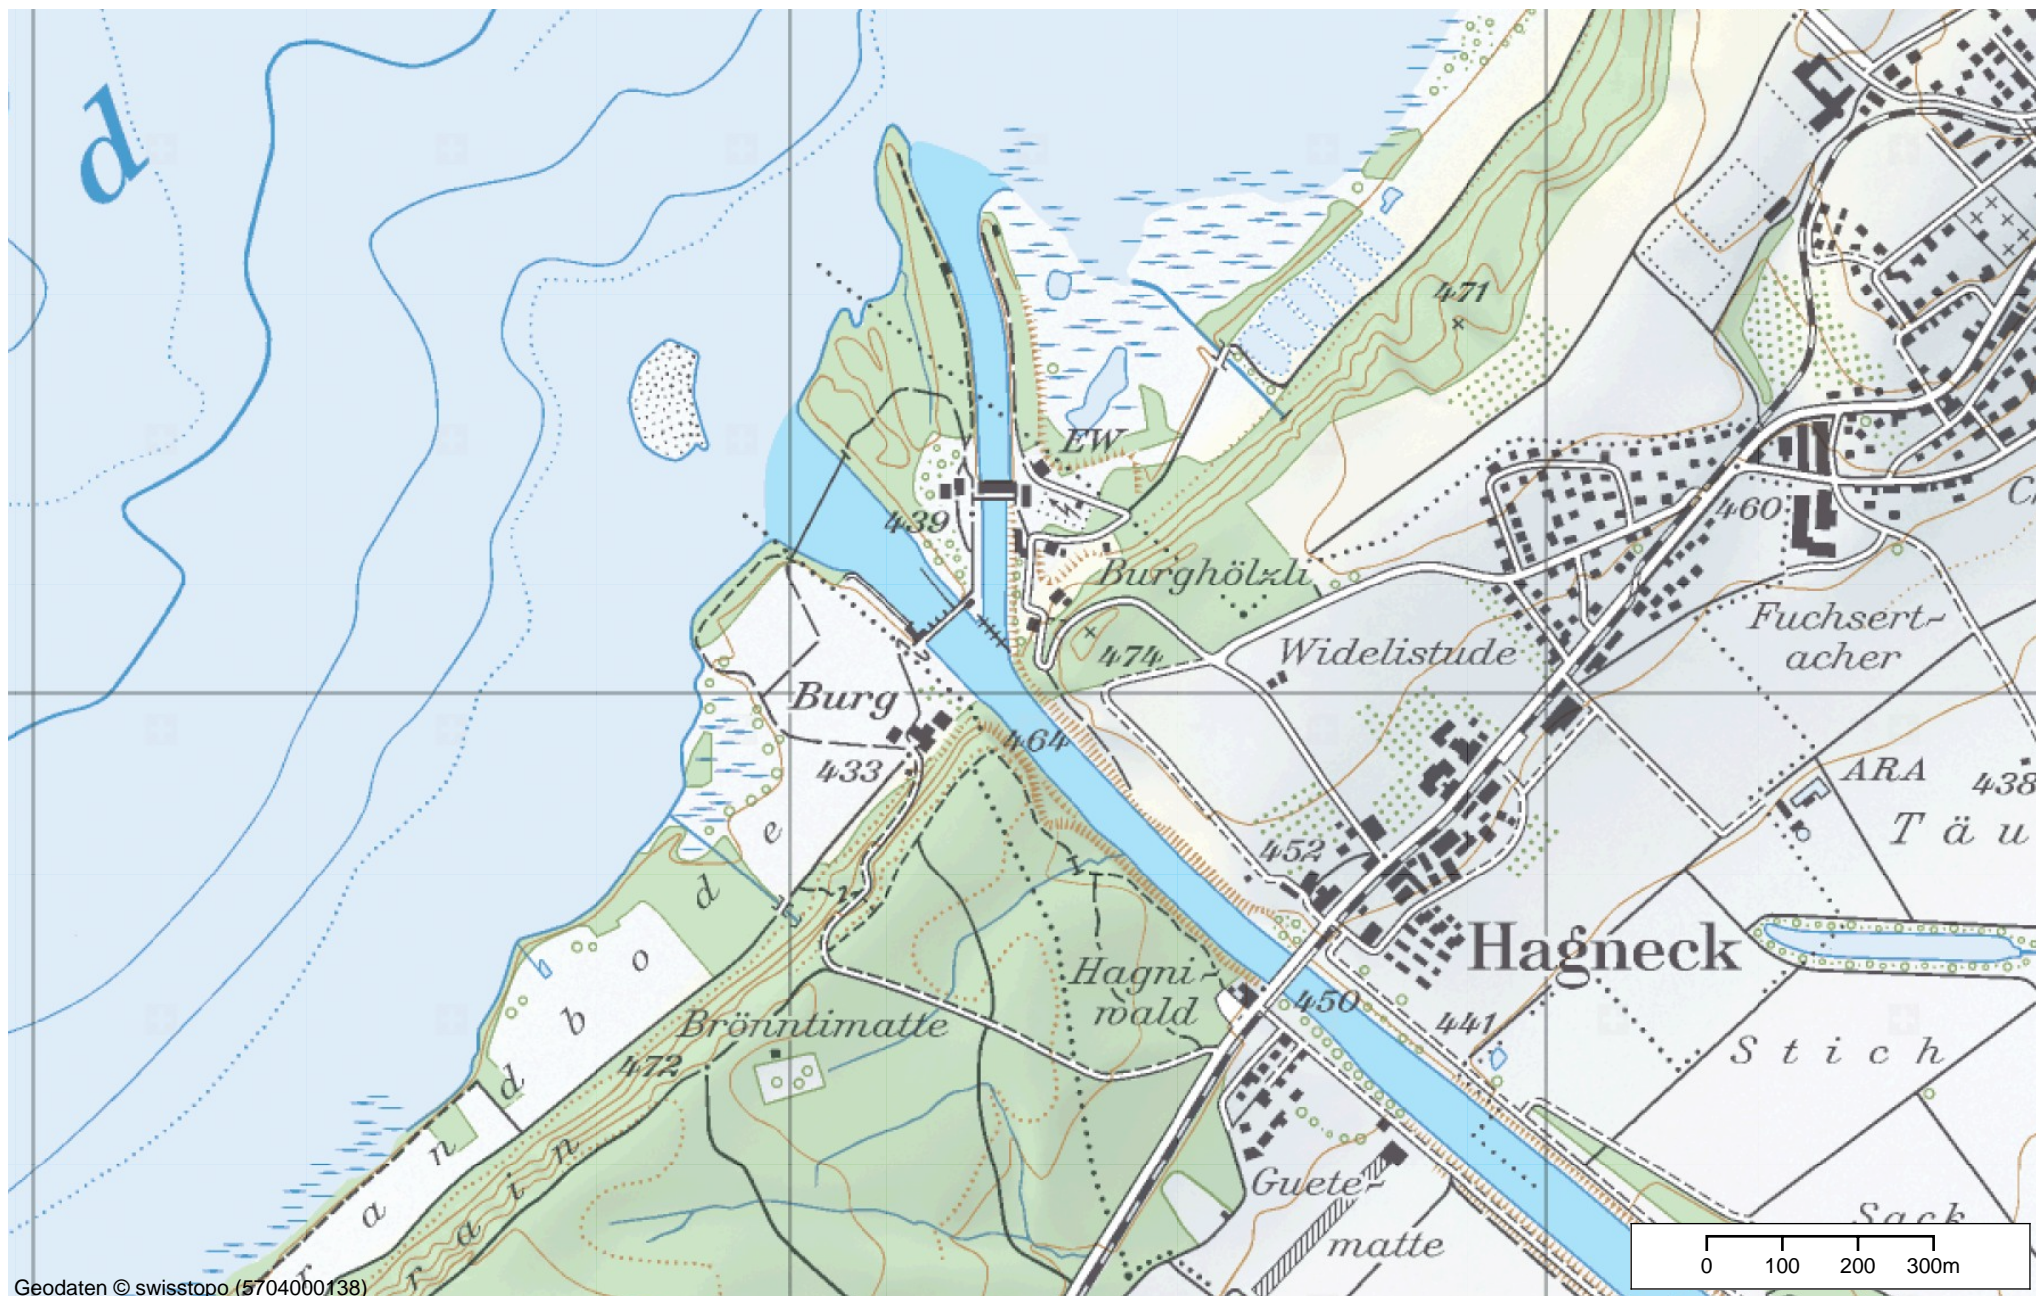 d
471
EW
439
460
Burghölzli
Fuchsert-
acher
Widelistude
474
Burg
464
433
ARA
438
Täu
452
e
d
Hagneck
o
Hagni-
wald
b
450
441
Brönntimatte
472
Stich
d
n
a
r
n
i
a
r
Guete-
matte
Sack
0 100 200 300m
Geodaten © swisstopo (5704000138)